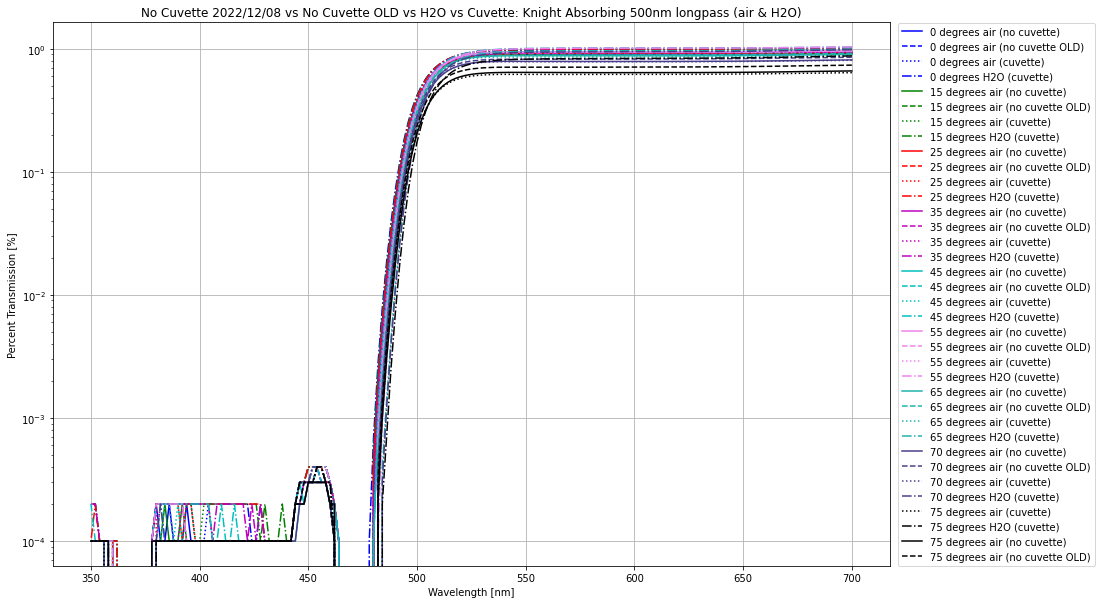 No Cuvette 2022/12/08 vs No Cuvette OLD vs H2O vs Cuvette: Knight Absorbing 500nm longpass (air & H2O)
Percent Transmission [%]
10⁰
10⁻¹
10⁻²
10⁻³
10⁻⁴
350
400
450
500
550
600
650
700
Wavelength [nm]
0 degrees air (no cuvette)
0 degrees air (no cuvette OLD)
0 degrees air (cuvette)
0 degrees H2O (cuvette)
15 degrees air (no cuvette)
15 degrees air (no cuvette OLD)
15 degrees air (cuvette)
15 degrees H2O (cuvette)
25 degrees air (no cuvette)
25 degrees air (no cuvette OLD)
25 degrees air (cuvette)
25 degrees H2O (cuvette)
35 degrees air (no cuvette)
35 degrees air (no cuvette OLD)
35 degrees air (cuvette)
35 degrees H2O (cuvette)
45 degrees air (no cuvette)
45 degrees air (no cuvette OLD)
45 degrees air (cuvette)
45 degrees H2O (cuvette)
55 degrees air (no cuvette)
55 degrees air (no cuvette OLD)
55 degrees air (cuvette)
55 degrees H2O (cuvette)
65 degrees air (no cuvette)
65 degrees air (no cuvette OLD)
65 degrees air (cuvette)
65 degrees H2O (cuvette)
70 degrees air (no cuvette)
70 degrees air (no cuvette OLD)
70 degrees air (cuvette)
70 degrees H2O (cuvette)
75 degrees air (cuvette)
75 degrees H2O (cuvette)
75 degrees air (no cuvette)
75 degrees air (no cuvette OLD)